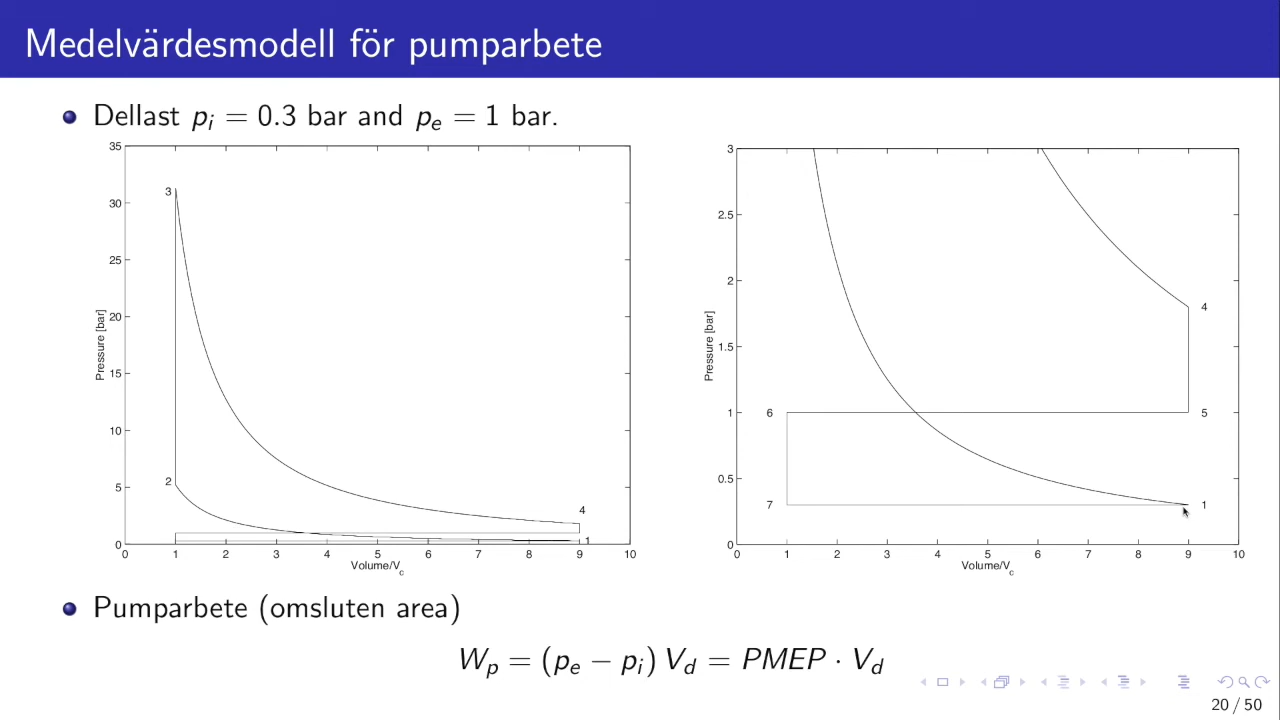 Medelvärdesmodell för pumparbete
Dellast p_i = 0.3 bar and p_e = 1 bar.
35
30
25
20
15
10
5
0
Pressure [bar]
3
2
4
1
0 1 2 3 4 5 6 7 8 9 10
Volume/V_c
3
2.5
2
1.5
1
0.5
0
Pressure [bar]
4
6
5
7
1
0 1 2 3 4 5 6 7 8 9 10
Volume/V_c
Pumparbete (omsluten area)
W_p = (p_e − p_i) V_d = PMEP · V_d
20 / 50